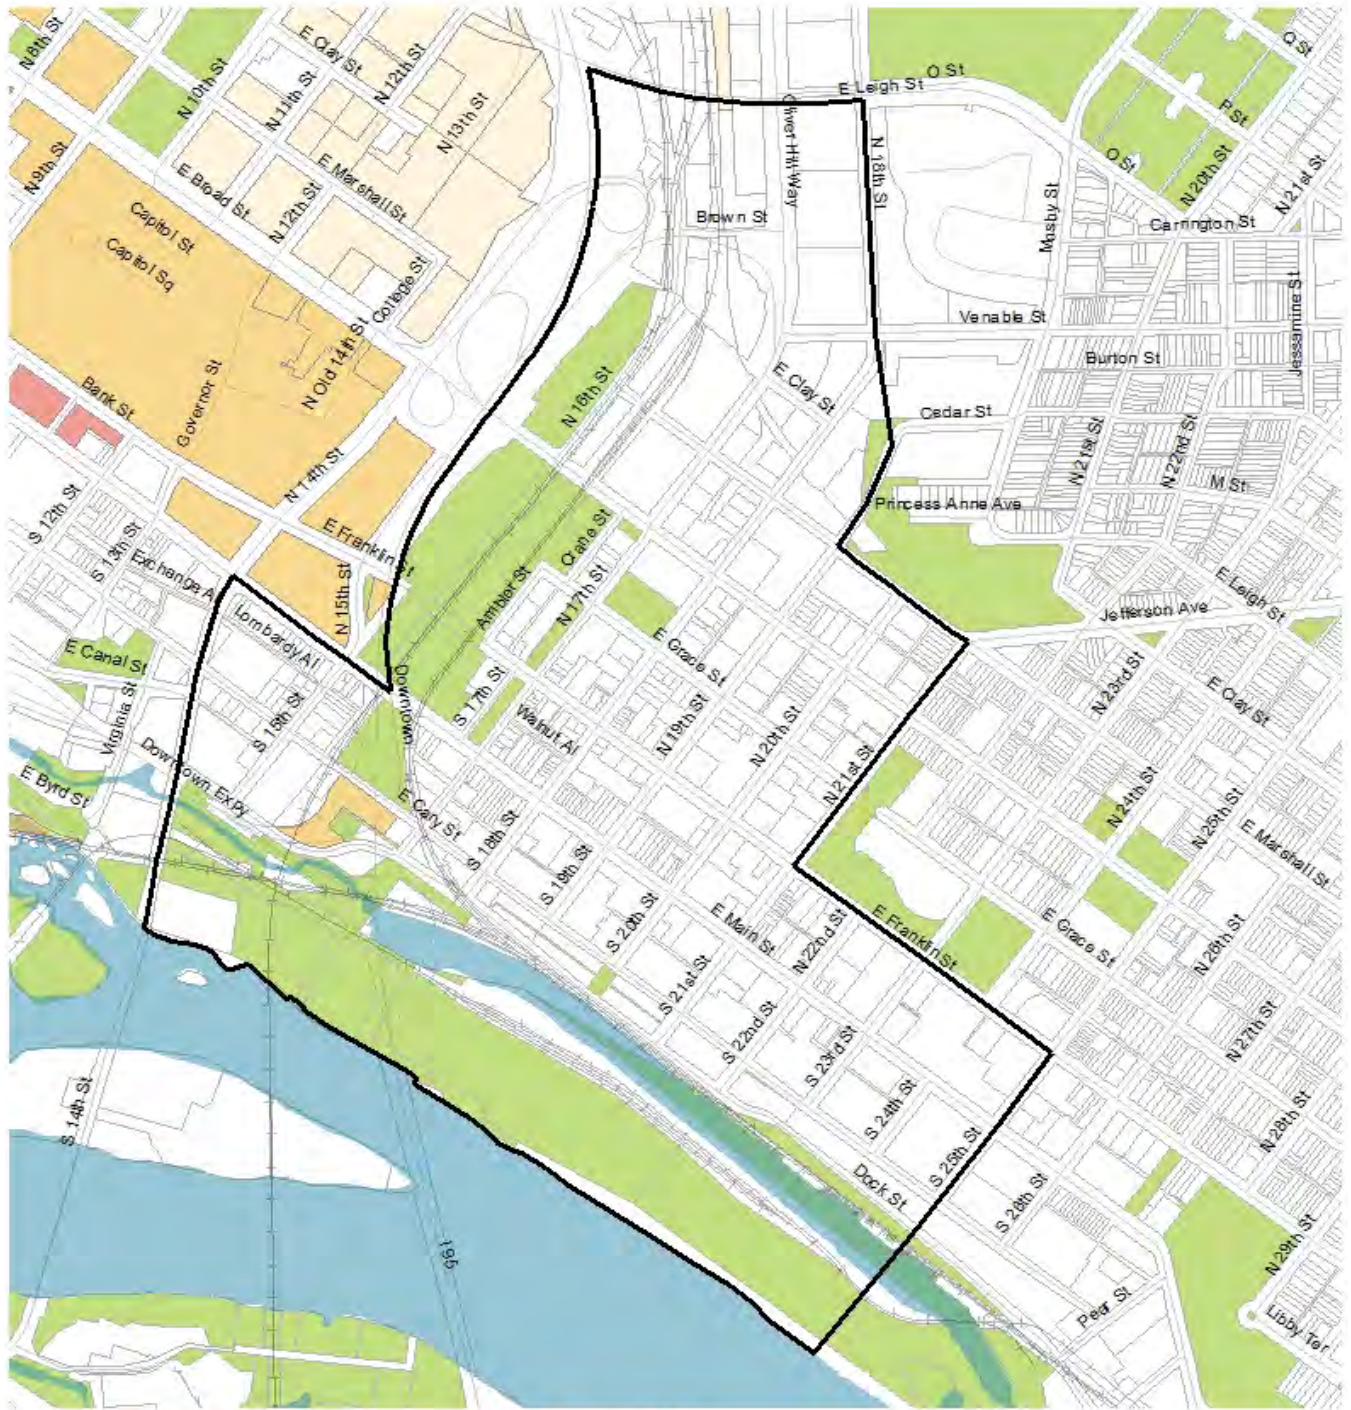 N 8th St
E Clay St
N 10th St
N 12th St
N 11th St
N 13th St
Q St
O St
E Leigh St
P St
O St
N 9th St
E Broad St
E Marshall St
N 12th St
Oliver Hill Way
N 18th St
N 20th St
N 21st St
Mosby St
Capitol St
Capitol Sq
Brown St
Carrington St
College St
N Old 14th St
Governor St
Bank St
Venable St
Burton St
Jessamine St
E Clay St
N 16th St
Cedar St
N 21st St
N 22nd St
M St
N 14th St
Princess Anne Ave
S 12th St
S 13th St
E Franklin St
Crane St
Ambler St
N 17th St
Exchange A
N 15th St
E Leigh St
Jefferson Ave
Lombardy Al
E Canal St
E Grace St
Virginia St
S 15th St
Downtown
S 17th St
Walnut Al
N 19th St
N 20th St
N 23rd St
E Clay St
Downtown ExPy
E Byrd St
N 21st St
N 24th St
N 25th St
E Cary St
S 18th St
S 19th St
S 20th St
E Marshall St
E Main St
N 22nd St
E Franklin St
E Grace St
N 26th St
S 21st St
S 22nd St
S 23rd St
N 27th St
S 14th St
S 24th St
N 28th St
S 25th St
Dock St
S 26th St
I 95
N 29th St
Pear St
Libby Ter